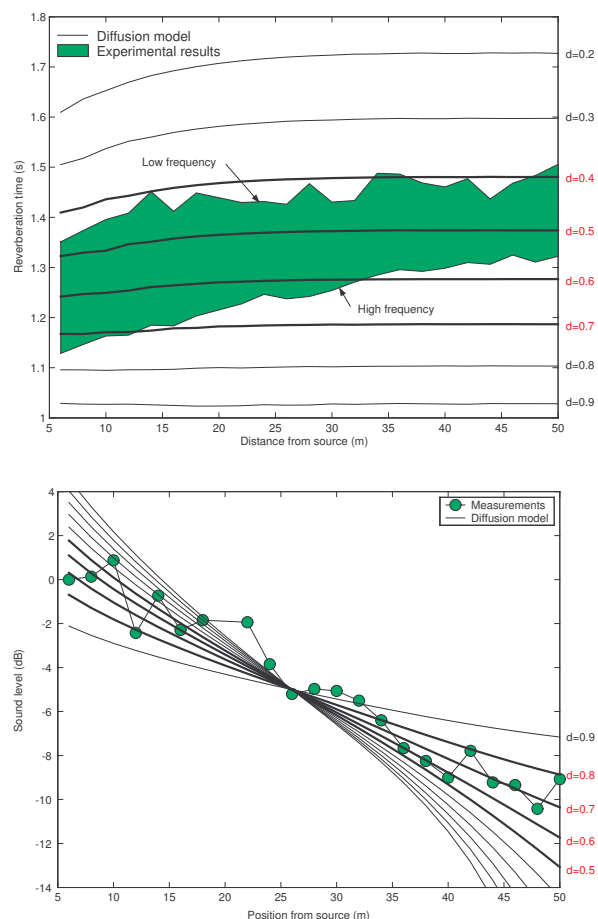 1.8
Diffusion model
Experimental results
1.7
1.6
1.5
1.4
1.3
1.2
1.1
1
Reverberation time (s)
Low frequency
High frequency
d=0.2
d=0.3
d=0.4
d=0.5
d=0.6
d=0.7
d=0.8
d=0.9
5 10 15 20 25 30 35 40 45 50
Distance from source (m)
4
2
0
-2
-4
-6
-8
-10
-12
-14
Sound level (dB)
Measurements
Diffusion model
d=0.9
d=0.8
d=0.7
d=0.6
d=0.5
5 10 15 20 25 30 35 40 45 50
Position from source (m)